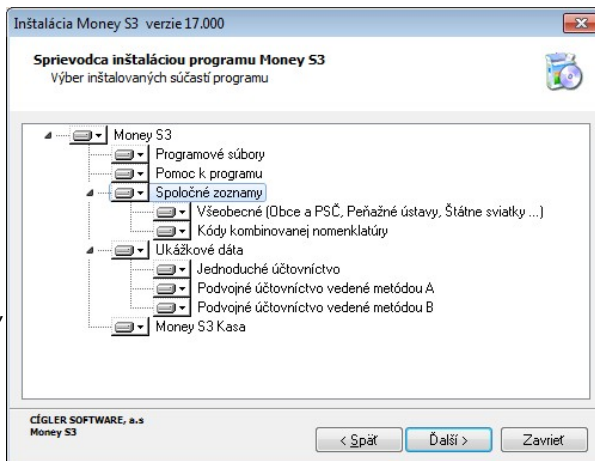 Inštalácia Money S3 verzie 17.000
Sprievodca inštaláciou programu Money S3
Výber inštalovaných súčastí programu
Money S3
Programové súbory
Pomoc k programu
Spoločné zoznamy
Všeobecné (Obce a PSČ, Peňažné ústavy, Štátne sviatky ...)
Kódy kombinovanej nomenklatúry
Ukážkové dáta
Jednoduché účtovníctvo
Podvojné účtovníctvo vedené metódou A
Podvojné účtovníctvo vedené metódou B
Money S3 Kasa
CÍGLER SOFTWARE, a.s
Money S3
< Späť Ďalší > Zavrieť